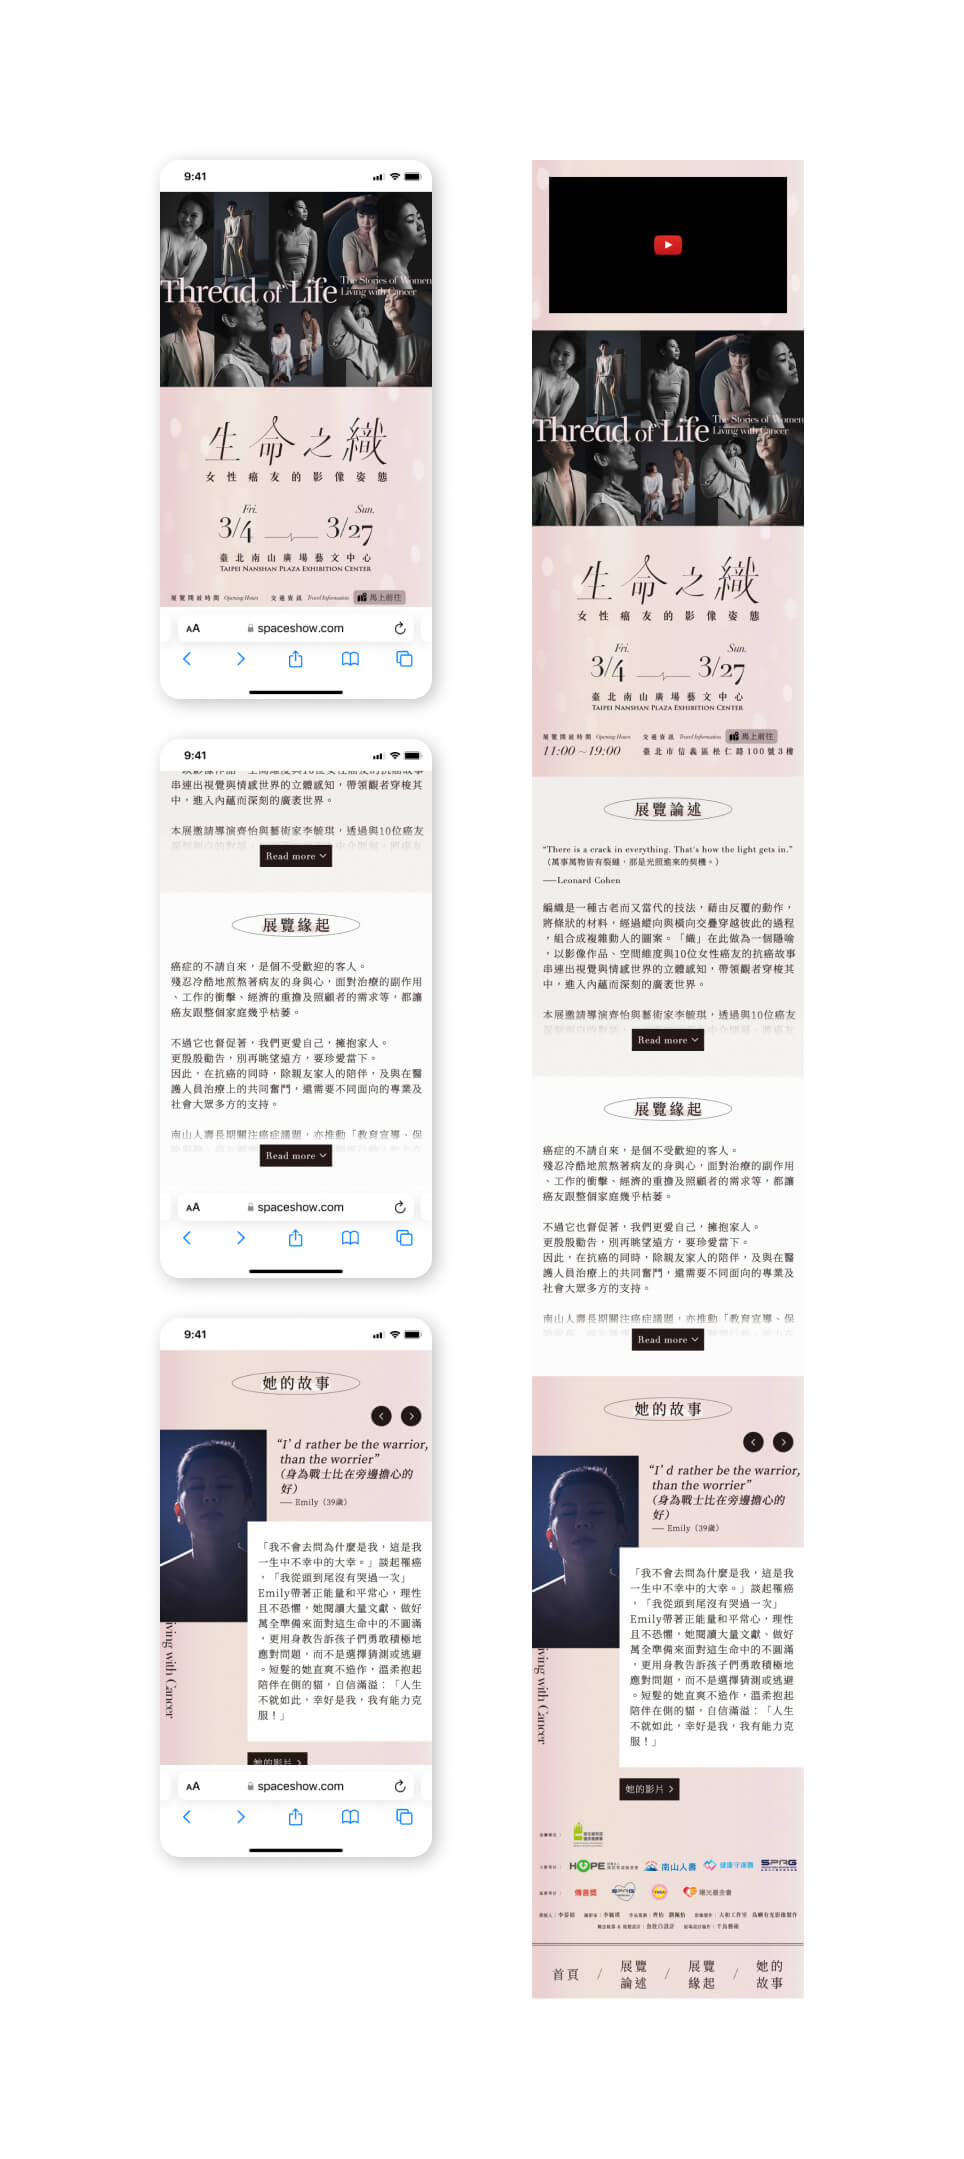 9:41
Thread of Life
The Stories of Women
Living with Cancer
生命之織
女性癌友的影像姿態
Fri.
Sun.
3/4
3/27
臺北南山廣場藝文中心
TAIPEI NANSHAN PLAZA EXHIBITION CENTER
展覽開放時間 Opening Hours
交通資訊 Travel Information
馬上前往
AA
spaceshow.com
9:41
，以影像作品、空間維度與10位女性癌友的抗癌故事
串連出視覺與情感世界的立體感知，帶領觀者穿梭其
中，進入內蘊而深刻的廣袤世界。
本展邀請導演齊怡與藝術家李毓琪，透過與10位癌友
Read more
展覽緣起
癌症的不請自來，是個不受歡迎的客人。
殘忍冷酷地煎熬著病友的身與心，面對治療的副作用
、工作的衝擊、經濟的重擔及照顧者的需求等，都讓
癌友跟整個家庭幾乎枯萎。
不過它也督促著，我們更愛自己，擁抱家人。
更殷殷勸告，別再眺望遠方，要珍愛當下。
因此，在抗癌的同時，除親友家人的陪伴，及與在醫
護人員治療上的共同奮鬥，還需要不同面向的專業及
社會大眾多方的支持。
南山人壽長期關注癌症議題，亦推動「教育宣導、保
Read more
AA
spaceshow.com
9:41
她的故事
“I’d rather be the warrior,
than the worrier”
（身為戰士比在旁邊擔心的
好）
— Emily（39歲）
「我不會去問為什麼是我，這是我
一生中不幸中的大幸。」談起罹癌
，「我從頭到尾沒有哭過一次」
Emily帶著正能量和平常心，理性
且不恐懼，她閱讀大量文獻、做好
萬全準備來面對這生命中的不圓滿
，更用身教告訴孩子們勇敢積極地
應對問題，而不是選擇猜測或逃避
。短髮的她直爽不造作，溫柔抱起
陪伴在側的貓，自信滿溢：「人生
不就如此，幸好是我，我有能力克
服！」
iving with Cancer
她的影片
AA
spaceshow.com
Thread of Life
The Stories of Women
Living with Cancer
生命之織
女性癌友的影像姿態
Fri.
Sun.
3/4
3/27
臺北南山廣場藝文中心
TAIPEI NANSHAN PLAZA EXHIBITION CENTER
展覽開放時間 Opening Hours
交通資訊 Travel Information
馬上前往
11:00 ~19:00
臺北市信義區松仁路100號3樓
展覽論述
“There is a crack in everything. That's how the light gets in.”
（萬事萬物皆有裂縫，那是光照進來的契機。）
—Leonard Cohen
編織是一種古老而又當代的技法，藉由反覆的動作，
將條狀的材料，經過縱向與橫向交疊穿越彼此的過程
，組合成複雜動人的圖案。「織」在此做為一個隱喻
，以影像作品、空間維度與10位女性癌友的抗癌故事
串連出視覺與情感世界的立體感知，帶領觀者穿梭其
中，進入內蘊而深刻的廣袤世界。
本展邀請導演齊怡與藝術家李毓琪，透過與10位癌友
Read more
展覽緣起
癌症的不請自來，是個不受歡迎的客人。
殘忍冷酷地煎熬著病友的身與心，面對治療的副作用
、工作的衝擊、經濟的重擔及照顧者的需求等，都讓
癌友跟整個家庭幾乎枯萎。
不過它也督促著，我們更愛自己，擁抱家人。
更殷殷勸告，別再眺望遠方，要珍愛當下。
因此，在抗癌的同時，除親友家人的陪伴，及與在醫
護人員治療上的共同奮鬥，還需要不同面向的專業及
社會大眾多方的支持。
南山人壽長期關注癌症議題，亦推動「教育宣導、保
Read more
她的故事
“I’d rather be the warrior,
than the worrier”
（身為戰士比在旁邊擔心的
好）
— Emily（39歲）
「我不會去問為什麼是我，這是我
一生中不幸中的大幸。」談起罹癌
，「我從頭到尾沒有哭過一次」
Emily帶著正能量和平常心，理性
且不恐懼，她閱讀大量文獻、做好
萬全準備來面對這生命中的不圓滿
，更用身教告訴孩子們勇敢積極地
應對問題，而不是選擇猜測或逃避
。短髮的她直爽不造作，溫柔抱起
陪伴在側的貓，自信滿溢：「人生
不就如此，幸好是我，我有能力克
服！」
iving with Cancer
她的影片
HOPE
南山人壽
健康守護圈
傳善獎
陽光基金會
首頁 / 展覽論述 / 展覽緣起 / 她的故事